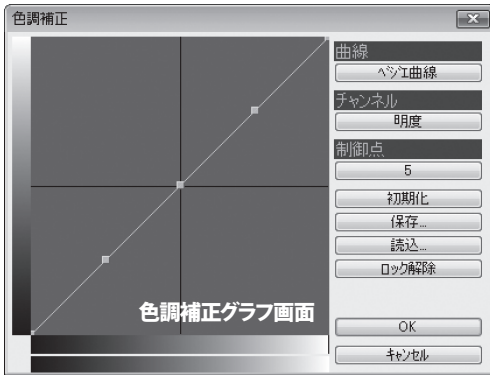 色調補正
曲線
ベジエ曲線
チャンネル
明度
制御点
5
初期化
保存...
読込...
ロック解除
色調補正グラフ画面
OK
キャンセル